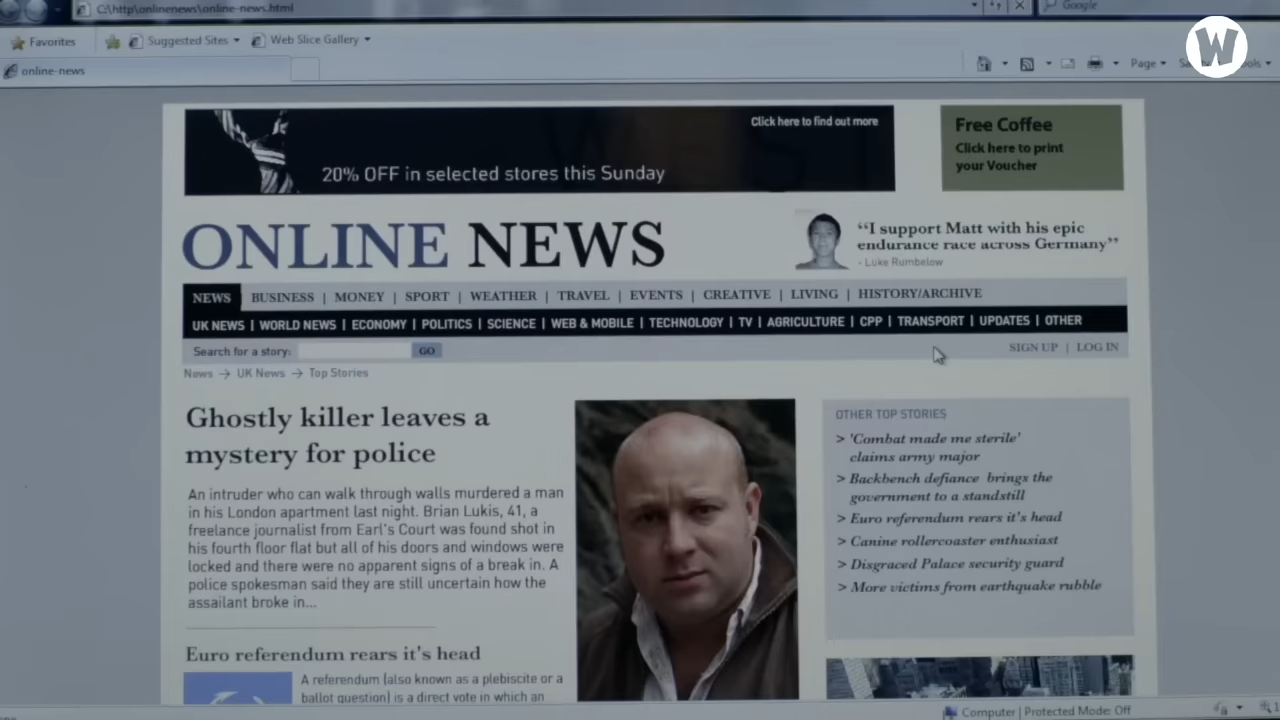 C:\http\onlinenews\online-news.html
Google
W
Favorites
Suggested Sites
Web Slice Gallery
online-news
Page
Click here to find out more
20% OFF in selected stores this Sunday
Free Coffee
Click here to print
your Voucher
ONLINE NEWS
“I support Matt with his epic
endurance race across Germany”
- Luke Rumbelow
NEWS BUSINESS | MONEY | SPORT | WEATHER | TRAVEL | EVENTS | CREATIVE | LIVING | HISTORY/ARCHIVE
UK NEWS | WORLD NEWS | ECONOMY | POLITICS | SCIENCE | WEB & MOBILE | TECHNOLOGY | TV | AGRICULTURE | CPP | TRANSPORT | UPDATES | OTHER
Search for a story: GO
SIGN UP | LOG IN
News → UK News → Top Stories
Ghostly killer leaves a
mystery for police
An intruder who can walk through walls murdered a man
in his London apartment last night. Brian Lukis, 41, a
freelance journalist from Earl's Court was found shot in
his fourth floor flat but all of his doors and windows were
locked and there were no apparent signs of a break in. A
police spokesman said they are still uncertain how the
assailant broke in...
Euro referendum rears it's head
A referendum (also known as a plebiscite or a
ballot question) is a direct vote in which an
OTHER TOP STORIES
> 'Combat made me sterile'
claims army major
> Backbench defiance brings the
government to a standstill
> Euro referendum rears it's head
> Canine rollercoaster enthusiast
> Disgraced Palace security guard
> More victims from earthquake rubble
Computer | Protected Mode: Off